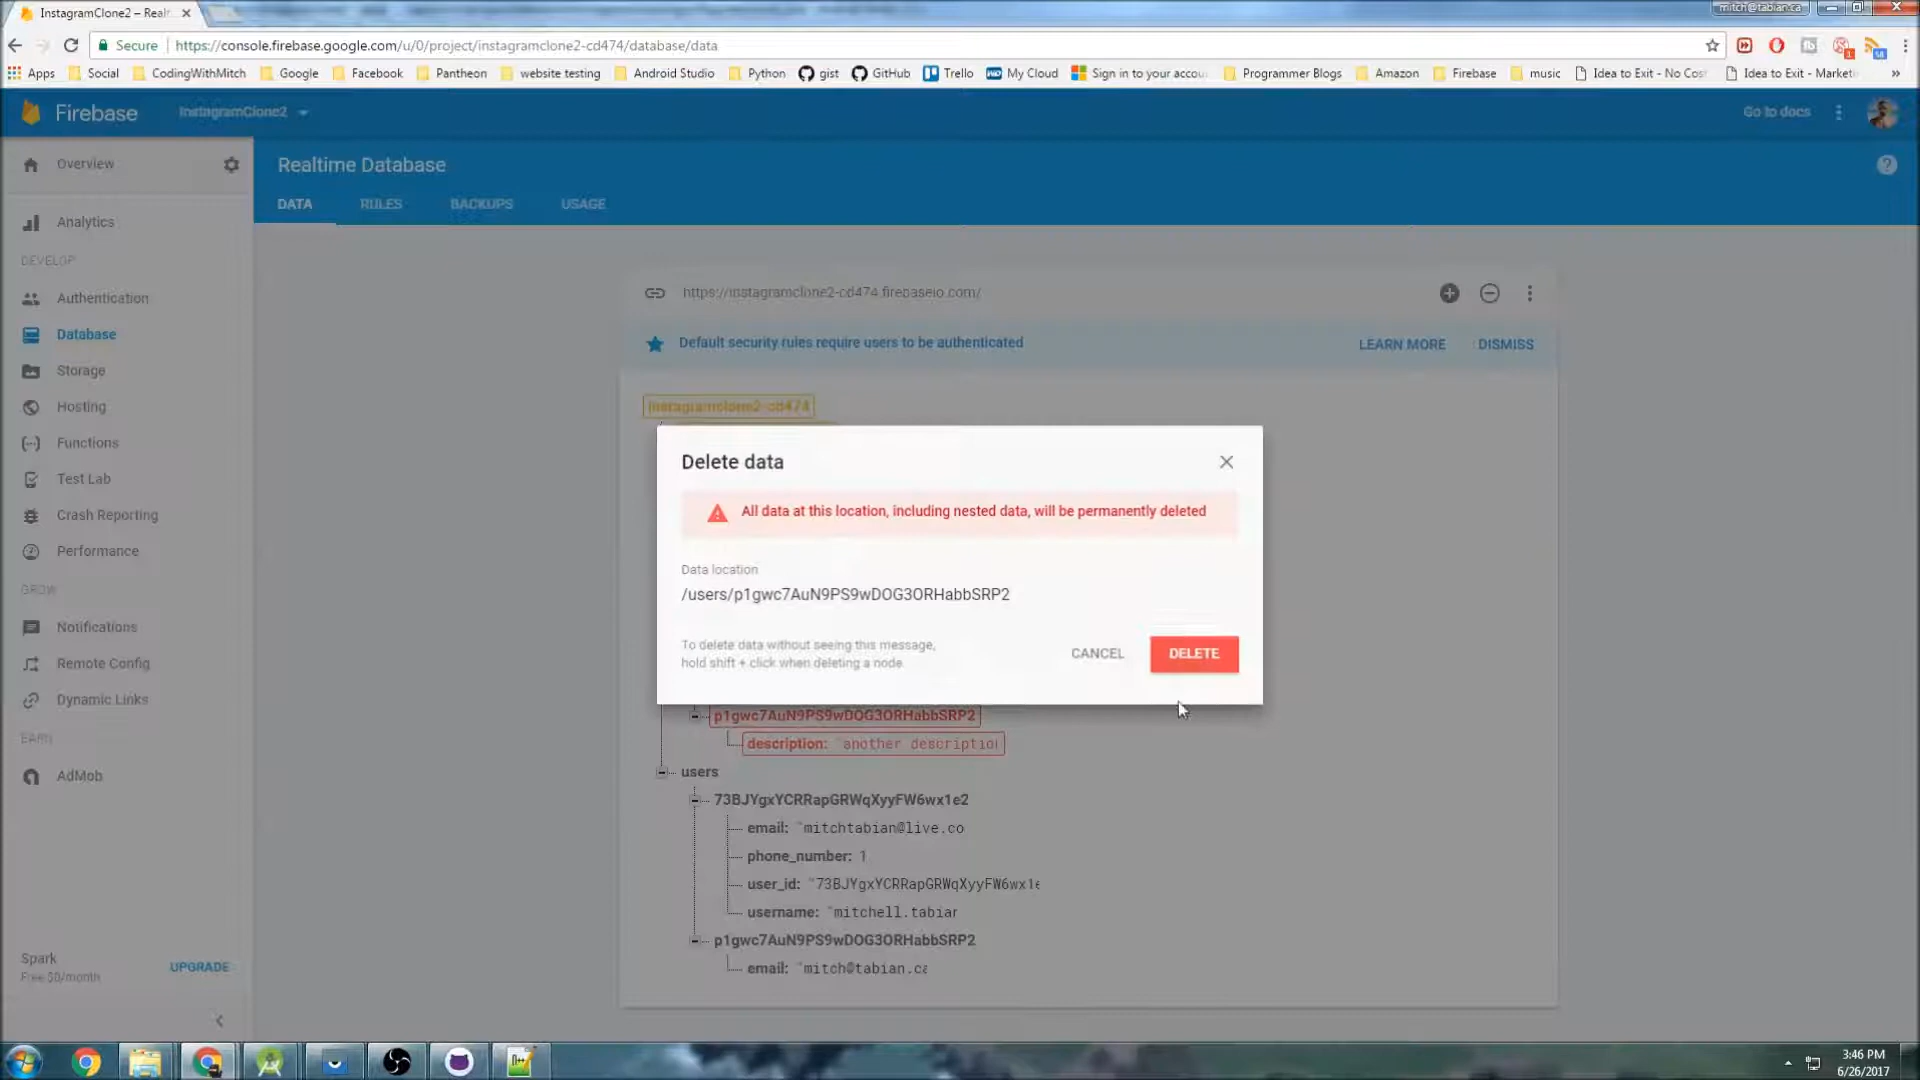 InstagramClone2 – Realt
mitch@tabian.ca
Secure
https://console.firebase.google.com/u/0/project/instagramclone2-cd474/database/data
Apps
Social
CodingWithMitch
Google
Facebook
Pantheon
website testing
Android Studio
Python
gist
GitHub
Trello
My Cloud
Sign in to your accou
Programmer Blogs
Amazon
Firebase
music
Idea to Exit - No Cos
Idea to Exit - Marketi
Firebase
InstagramClone2
Go to docs
Overview
Realtime Database
DATA
RULES
BACKUPS
USAGE
Analytics
DEVELOP
Authentication
Database
Storage
Hosting
Functions
Test Lab
Crash Reporting
Performance
GROW
Notifications
Remote Config
Dynamic Links
EARN
AdMob
Spark
Free $0/month
UPGRADE
https://instagramclone2-cd474.firebaseio.com/
Default security rules require users to be authenticated
LEARN MORE
DISMISS
instagramclone2-cd474
Delete data
All data at this location, including nested data, will be permanently deleted
Data location
/users/p1gwc7AuN9PS9wDOG3ORHabbSRP2
To delete data without seeing this message,
hold shift + click when deleting a node.
CANCEL
DELETE
p1gwc7AuN9PS9wDOG3ORHabbSRP2
description: "another description
users
73BJYgxYCRRapGRWqXyyFW6wx1e2
email: "mitchtabian@live.co
phone_number: 1
user_id: "73BJYgxYCRRapGRWqXyyFW6wx1e
username: "mitchell.tabian
p1gwc7AuN9PS9wDOG3ORHabbSRP2
email: "mitch@tabian.ca
3:46 PM
6/26/2017